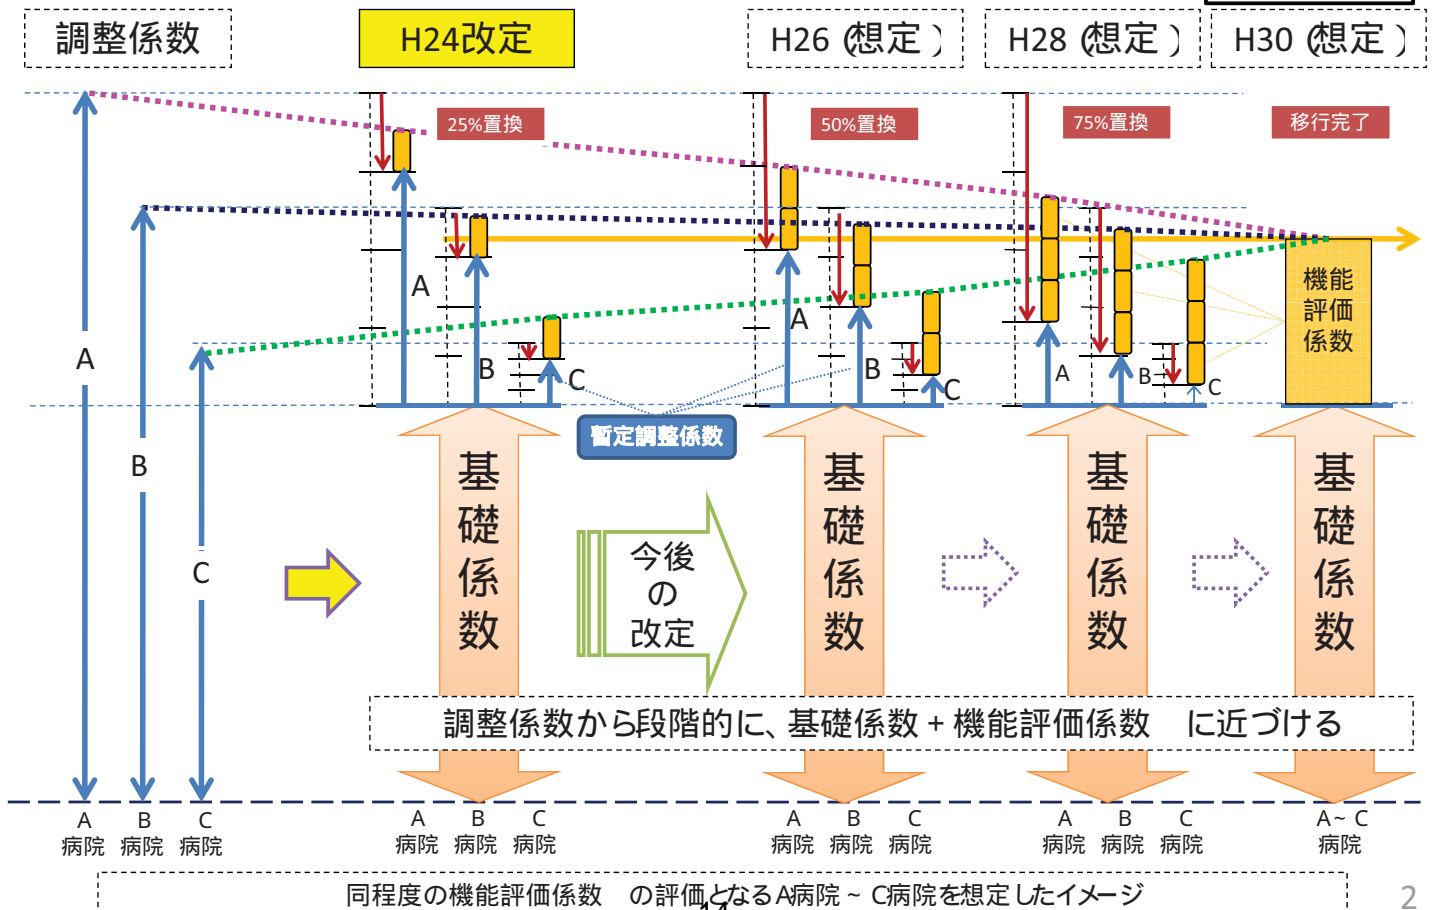 調整係数
H24改定
H26 (想定 )
H28 (想定 )
H30 (想定 )
25%置換
50%置換
75%置換
移行完了
A
B
C
A
B
C
A
B
C
A
B
C
機能
評価
係数
暫定調整係数
基礎係数
基礎係数
基礎係数
基礎係数
今後
の
改定
調整係数から段階的に、基礎係数 + 機能評価係数 に近づける
A
病院
B
病院
C
病院
A
病院
B
病院
C
病院
A
病院
B
病院
C
病院
A
病院
B
病院
C
病院
A~ C
病院
同程度の機能評価係数 の評価となるA病院 ~ C病院を想定したイメージ
2